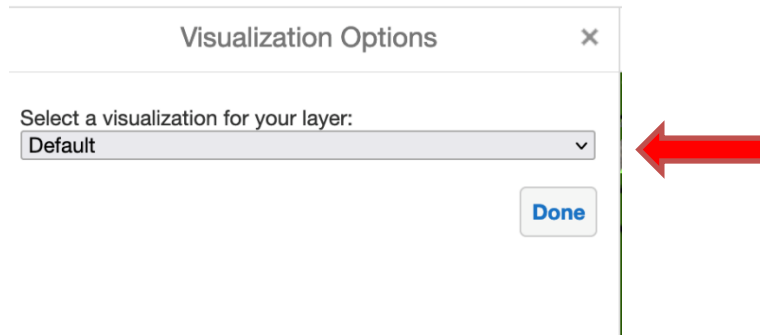 Visualization Options ×
Select a visualization for your layer:
Default
Done